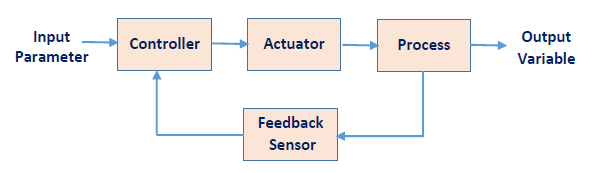 Input
Parameter
Controller
Actuator
Process
Output
Variable
Feedback
Sensor